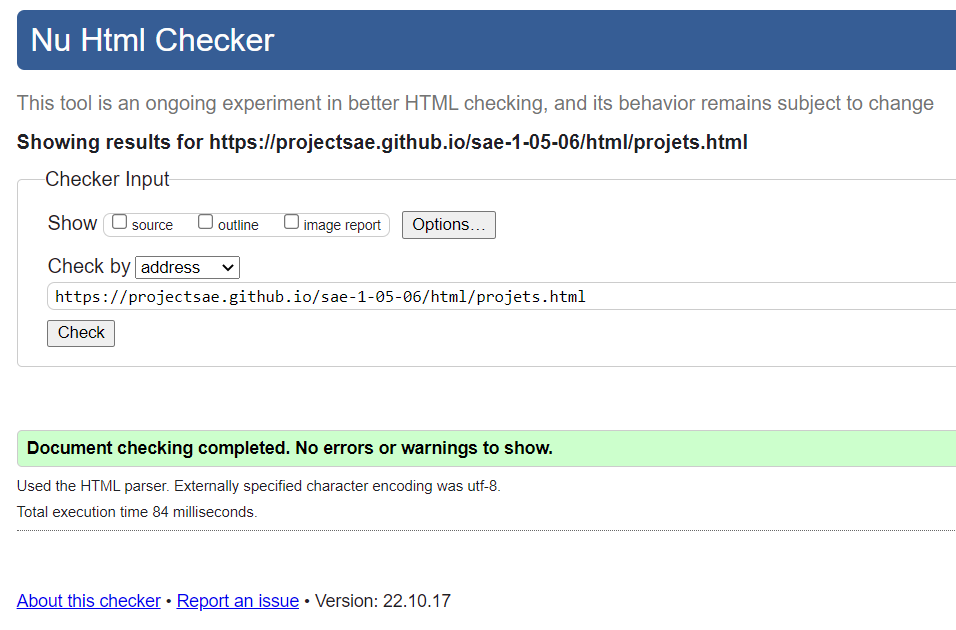 Nu Html Checker
This tool is an ongoing experiment in better HTML checking, and its behavior remains subject to change
Showing results for https://projectsae.github.io/sae-1-05-06/html/projets.html
Checker Input
Show source outline image report Options...
Check by address
https://projectsae.github.io/sae-1-05-06/html/projets.html
Check
Document checking completed. No errors or warnings to show.
Used the HTML parser. Externally specified character encoding was utf-8.
Total execution time 84 milliseconds.
About this checker • Report an issue • Version: 22.10.17